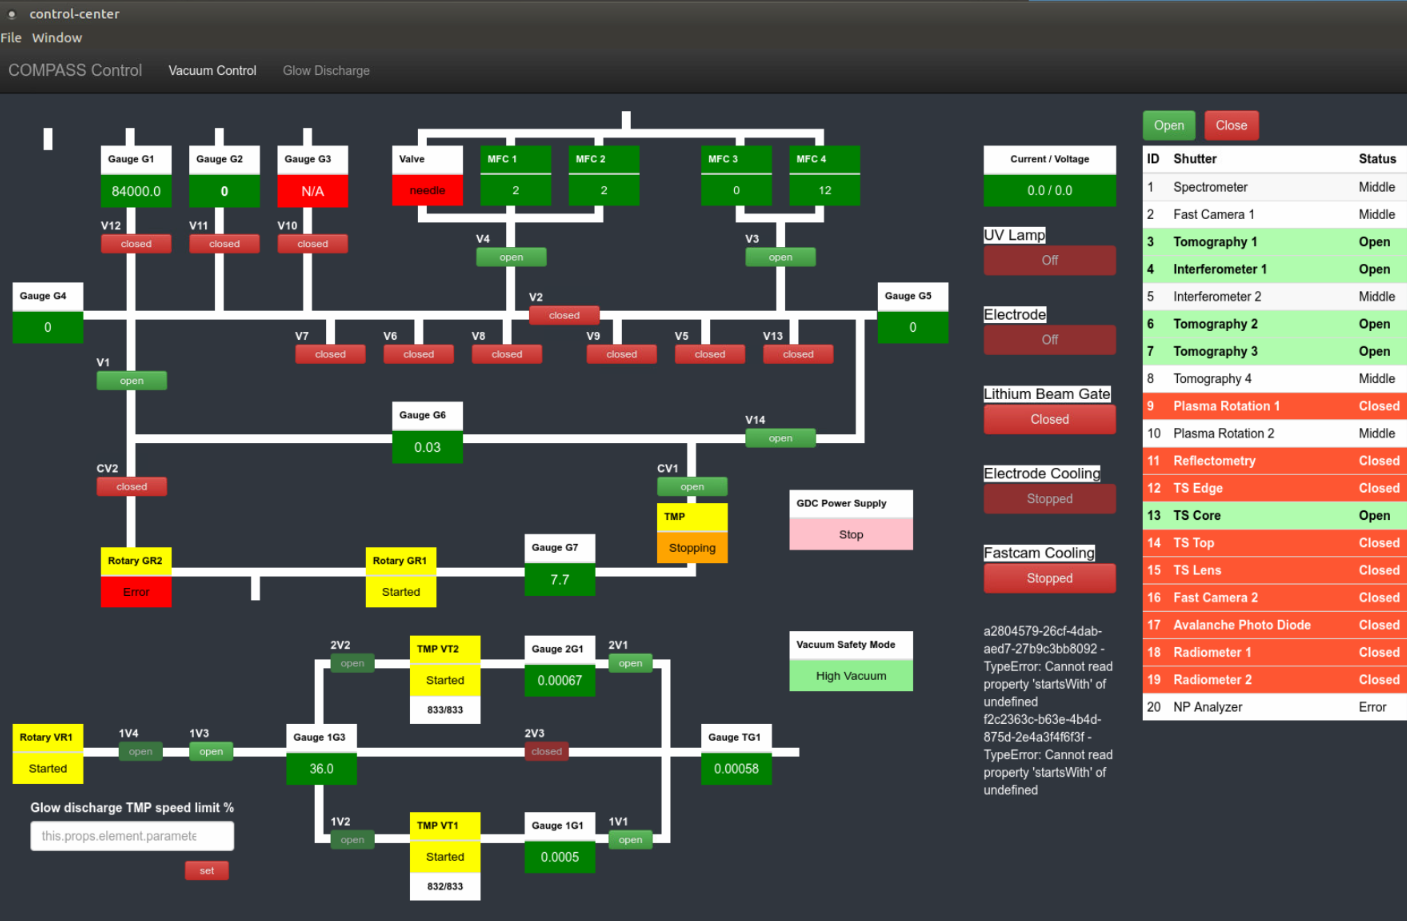 control-center
File Window
COMPASS Control Vacuum Control Glow Discharge
Gauge G1
84000.0
Gauge G2
0
Gauge G3
N/A
Valve
needle
MFC 1
2
MFC 2
2
MFC 3
0
MFC 4
12
V12
closed
V11
closed
V10
closed
V4
open
V3
open
Gauge G4
0
V2
closed
Gauge G5
0
V7
closed
V6
closed
V8
closed
V9
closed
V5
closed
V13
closed
V1
open
Gauge G6
0.03
V14
open
CV2
closed
CV1
open
TMP
Stopping
GDC Power Supply
Stop
Rotary GR2
Error
Rotary GR1
Started
Gauge G7
7.7
2V2
open
TMP VT2
Started
833/833
Gauge 2G1
0.00067
2V1
open
Vacuum Safety Mode
High Vacuum
Rotary VR1
Started
1V4
open
1V3
open
Gauge 1G3
36.0
2V3
closed
Gauge TG1
0.00058
Glow discharge TMP speed limit %
this.props.element.paramete
set
1V2
open
TMP VT1
Started
832/833
Gauge 1G1
0.0005
1V1
open
Current / Voltage
0.0 / 0.0
UV Lamp
Off
Electrode
Off
Lithium Beam Gate
Closed
Electrode Cooling
Stopped
Fastcam Cooling
Stopped
a2804579-26cf-4dab-
aed7-27b9c3bb8092 -
TypeError: Cannot read
property 'startsWith' of
undefined
f2c2363c-b63e-4b4d-
875d-2e4a3f4f6f3f -
TypeError: Cannot read
property 'startsWith' of
undefined
Open Close
ID Shutter Status
1 Spectrometer Middle
2 Fast Camera 1 Middle
3 Tomography 1 Open
4 Interferometer 1 Open
5 Interferometer 2 Middle
6 Tomography 2 Open
7 Tomography 3 Open
8 Tomography 4 Middle
9 Plasma Rotation 1 Closed
10 Plasma Rotation 2 Middle
11 Reflectometry Closed
12 TS Edge Closed
13 TS Core Open
14 TS Top Closed
15 TS Lens Closed
16 Fast Camera 2 Closed
17 Avalanche Photo Diode Closed
18 Radiometer 1 Closed
19 Radiometer 2 Closed
20 NP Analyzer Error